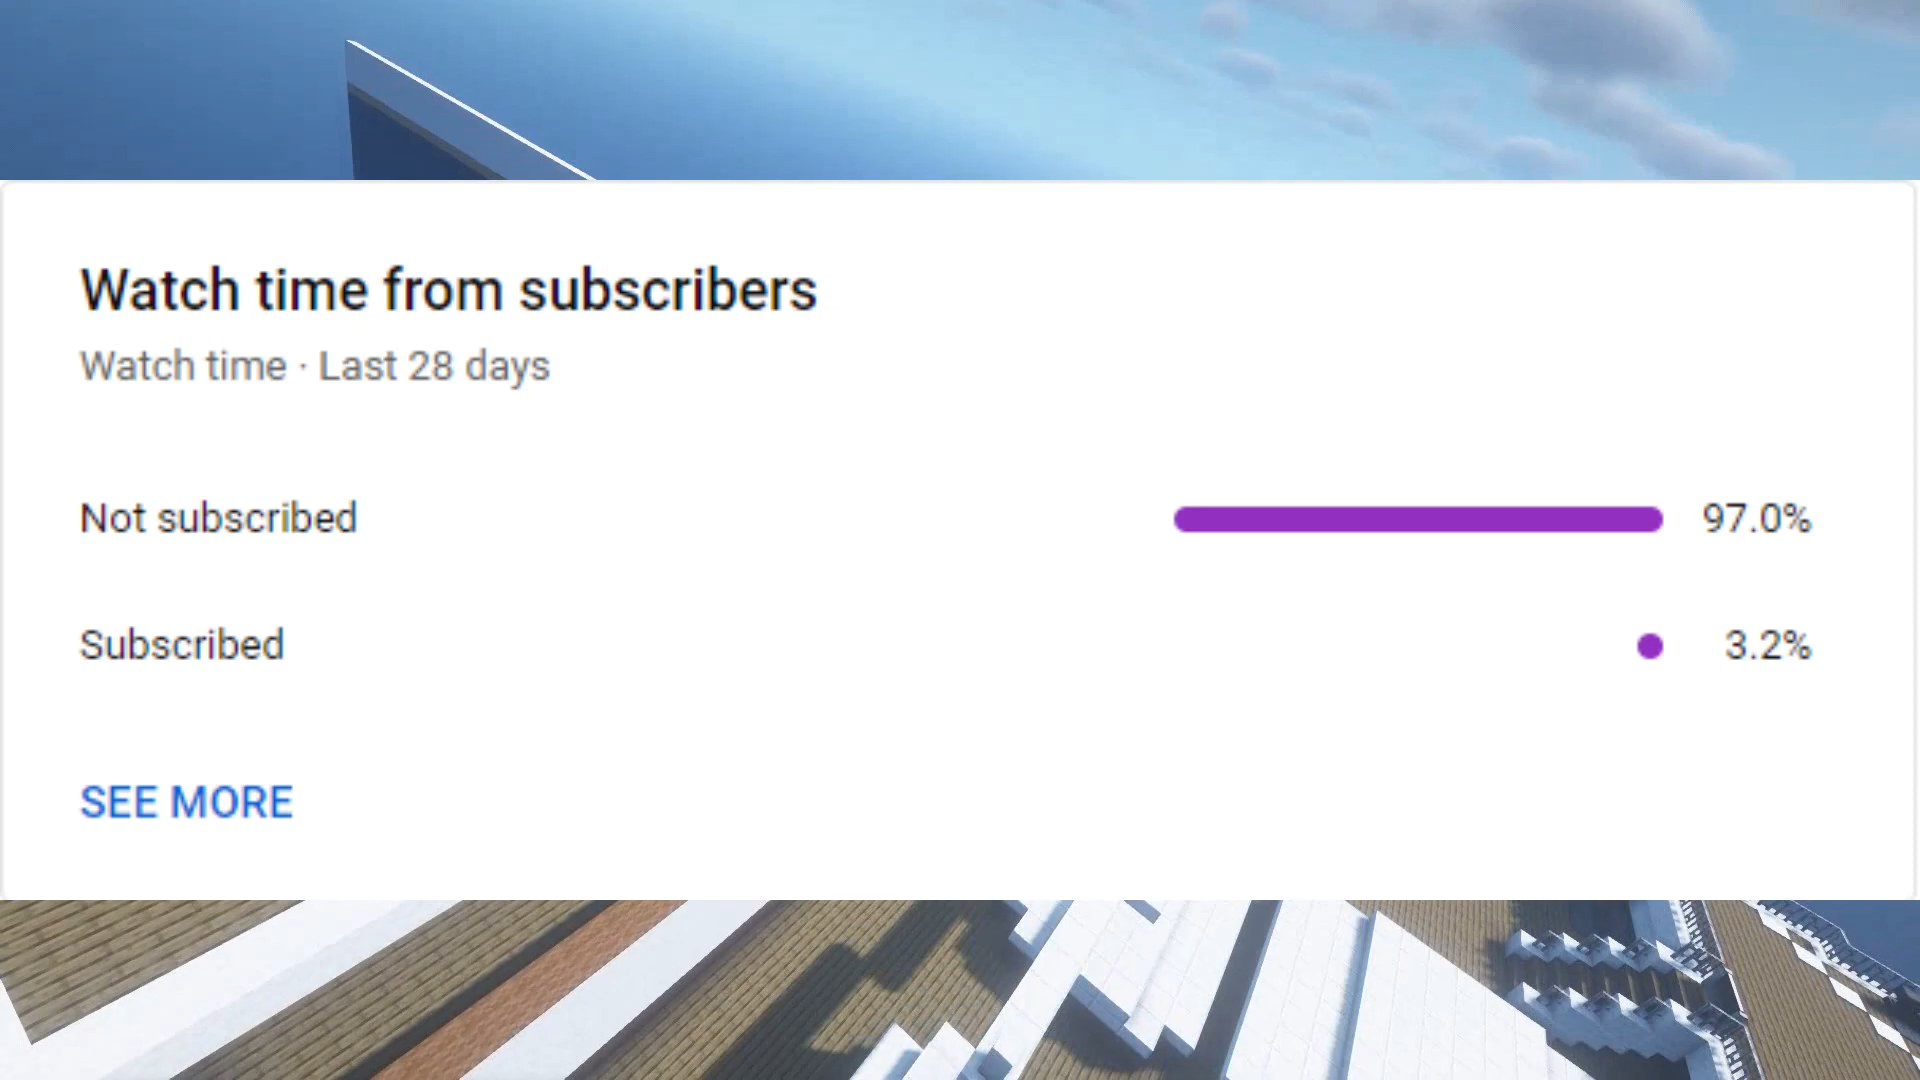 Watch time from subscribers
Watch time · Last 28 days
Not subscribed 97.0%
Subscribed 3.2%
SEE MORE